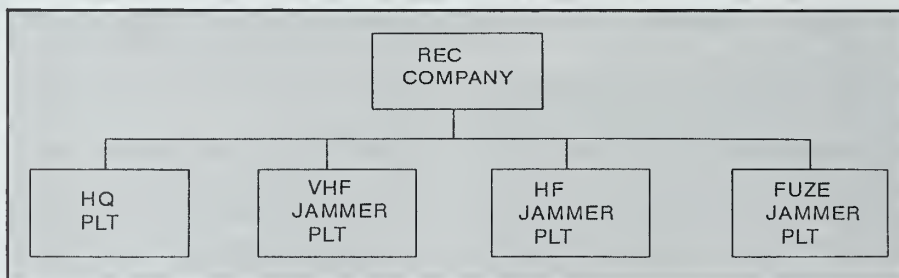 REC
COMPANY
HQ
PLT
VHF
JAMMER
PLT
HF
JAMMER
PLT
FUZE
JAMMER
PLT